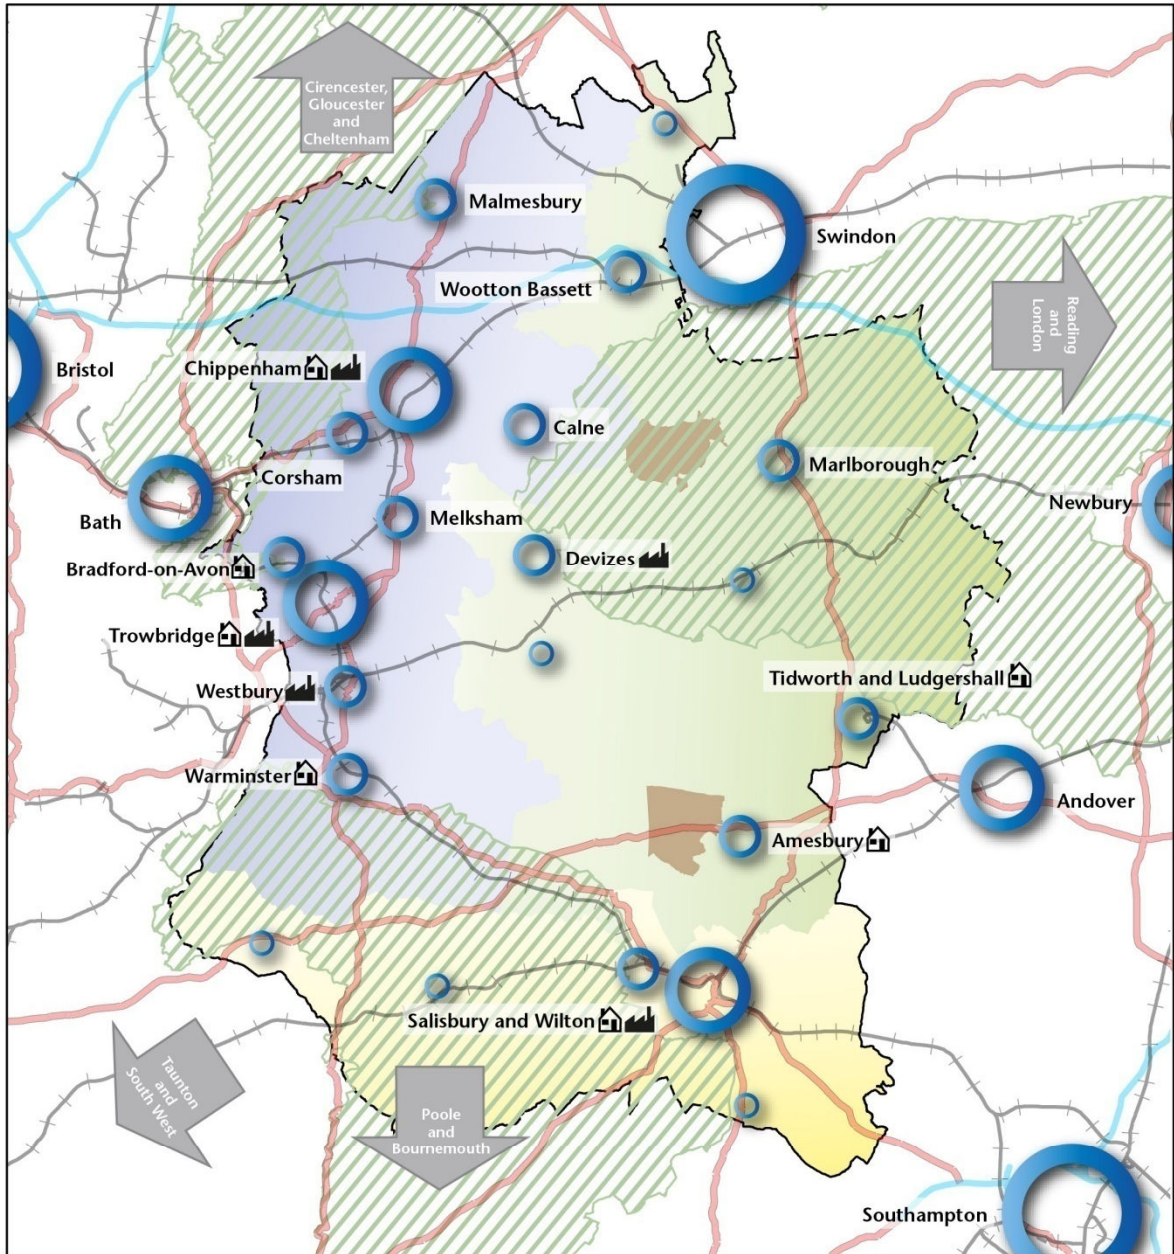 Cirencester,
Gloucester
and
Cheltenham
Malmesbury
Swindon
Wootton Bassett
Reading
and
London
Bristol
Chippenham
Calne
Corsham
Marlborough
Bath
Melksham
Newbury
Bradford-on-Avon
Devizes
Trowbridge
Westbury
Tidworth and Ludgershall
Warminster
Andover
Amesbury
Salisbury and Wilton
Taunton
and
South West
Poole
and
Bournemouth
Southampton